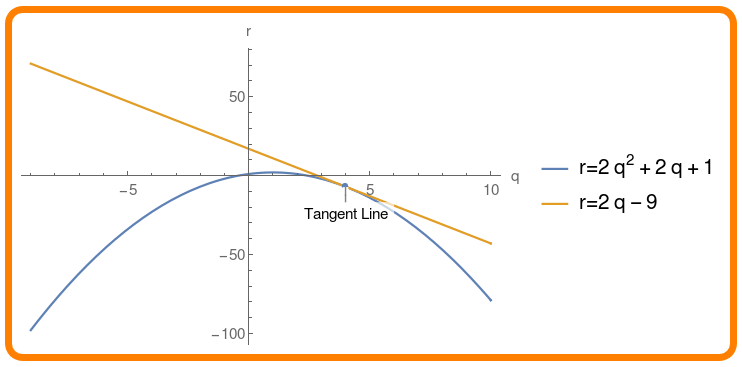 r
50
−5
5
10
q
Tangent Line
−50
−100
r=2 q² + 2 q + 1
r=2 q − 9